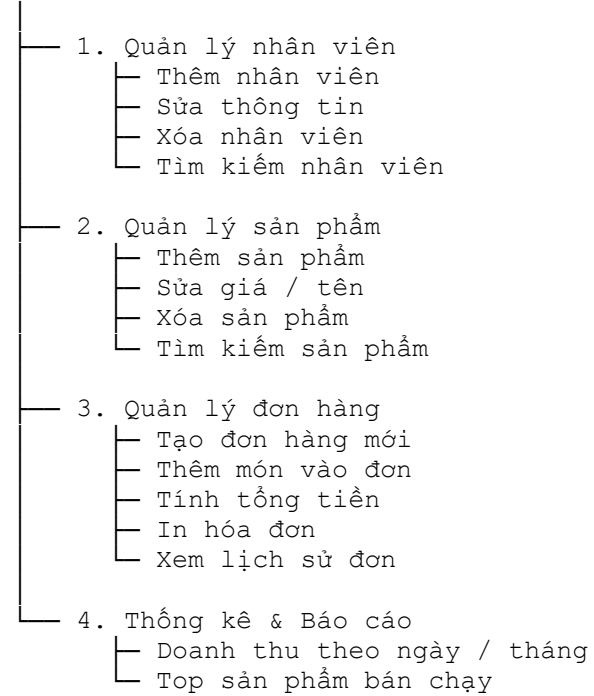 1. Quản lý nhân viên
Thêm nhân viên
Sửa thông tin
Xóa nhân viên
Tìm kiếm nhân viên
2. Quản lý sản phẩm
Thêm sản phẩm
Sửa giá / tên
Xóa sản phẩm
Tìm kiếm sản phẩm
3. Quản lý đơn hàng
Tạo đơn hàng mới
Thêm món vào đơn
Tính tổng tiền
In hóa đơn
Xem lịch sử đơn
4. Thống kê & Báo cáo
Doanh thu theo ngày / tháng
Top sản phẩm bán chạy